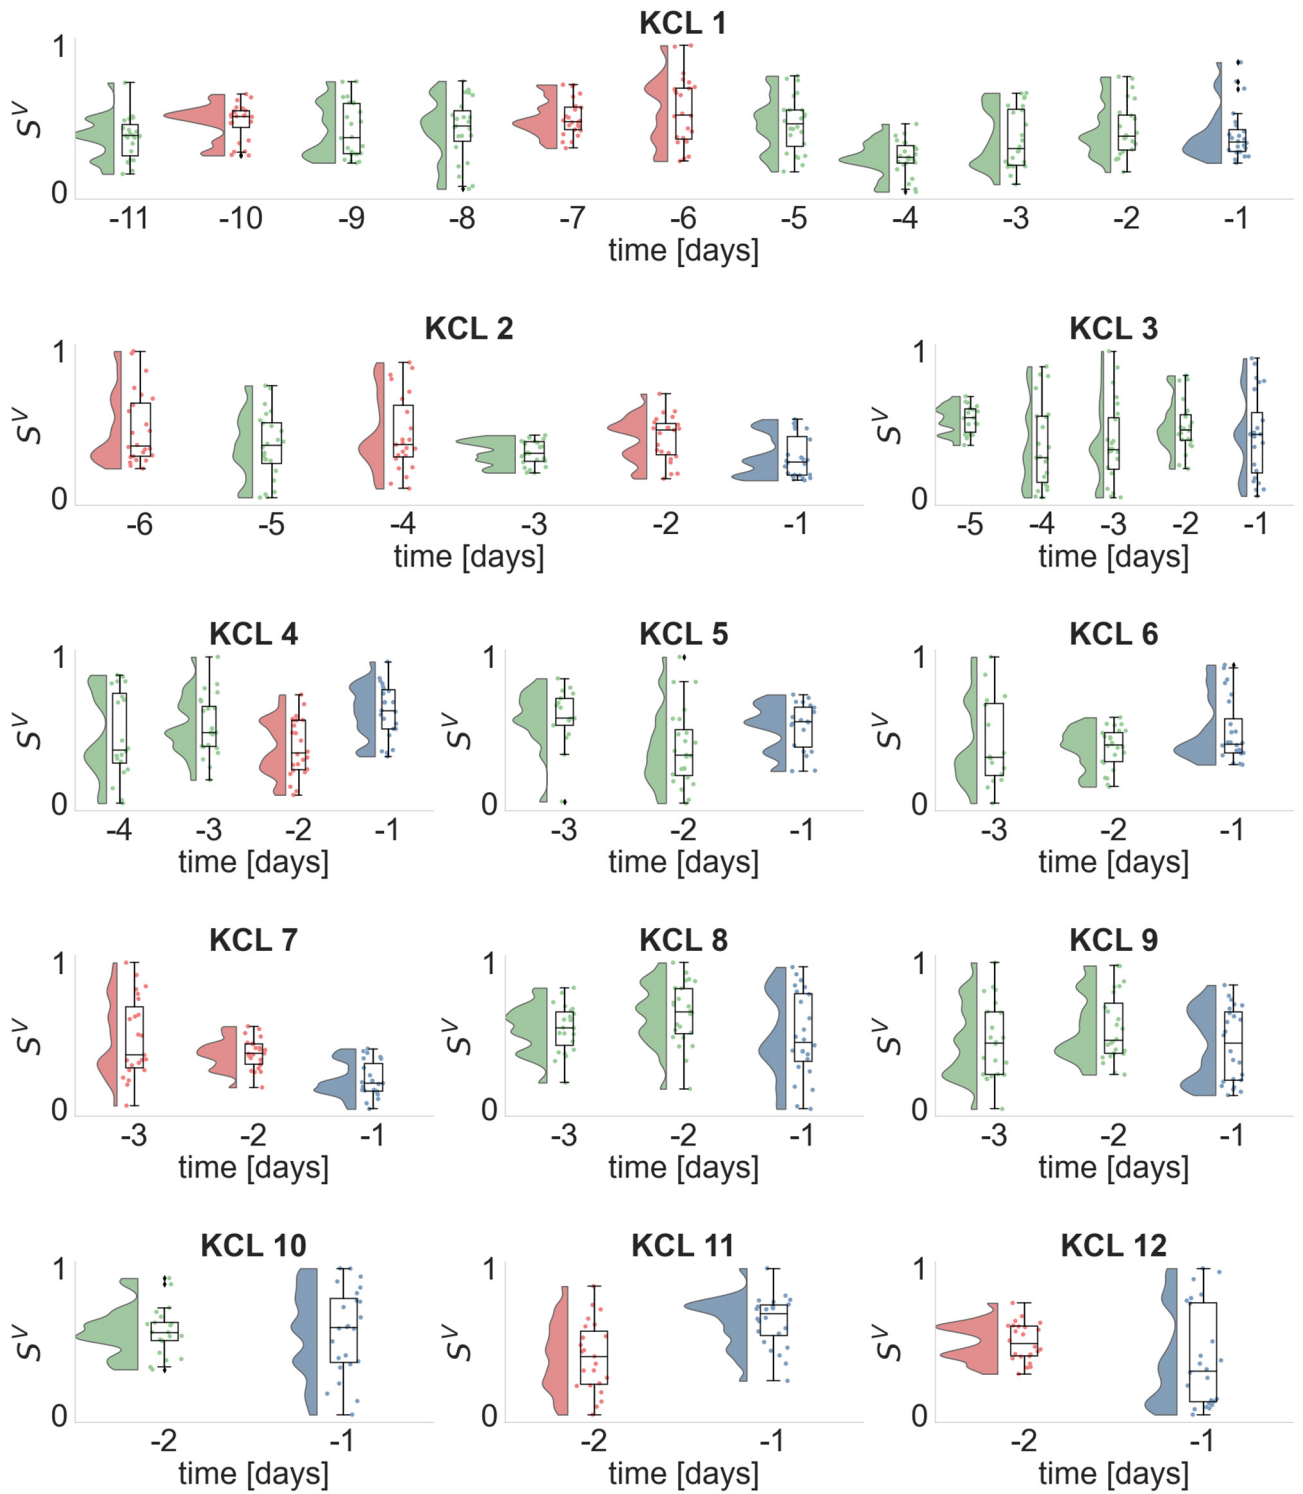 KCL 1
1
S^V
0
-11 -10 -9 -8 -7 -6 -5 -4 -3 -2 -1
time [days]
KCL 2
1
S^V
0
-6 -5 -4 -3 -2 -1
time [days]
KCL 3
1
S^V
0
-5 -4 -3 -2 -1
time [days]
KCL 4
1
S^V
0
-4 -3 -2 -1
time [days]
KCL 5
1
S^V
0
-3 -2 -1
time [days]
KCL 6
1
S^V
0
-3 -2 -1
time [days]
KCL 7
1
S^V
0
-3 -2 -1
time [days]
KCL 8
1
S^V
0
-3 -2 -1
time [days]
KCL 9
1
S^V
0
-3 -2 -1
time [days]
KCL 10
1
S^V
0
-2 -1
time [days]
KCL 11
1
S^V
0
-2 -1
time [days]
KCL 12
1
S^V
0
-2 -1
time [days]